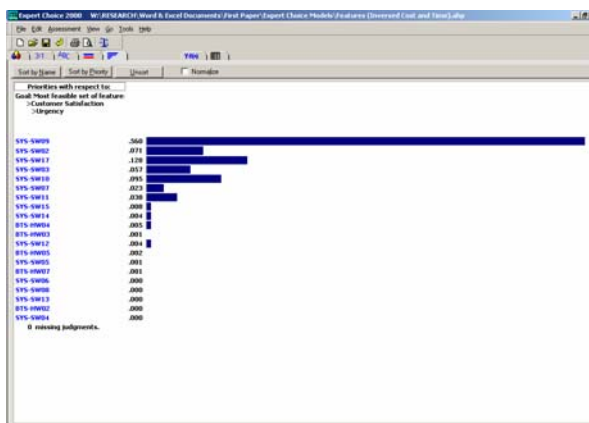 Expert Choice 2000 W:\RESEARCH\Word & Excel Documents\First Paper\Expert Choice Models\Features (Inversed Cost and Time).ahp
File Edit Assessment View Go Tools Help
Sort by Name Sort by Priority Unsort Normalize
Priorities with respect to:
Goal: Most feasible set of feature
>Customer Satisfaction
>Urgency
SYS-SW09 .560
SYS-SW02 .071
SYS-SW17 .128
SYS-SW03 .057
SYS-SW10 .095
SYS-SW07 .023
SYS-SW11 .038
SYS-SW15 .008
SYS-SW14 .004
BTS-HW04 .005
BTS-HW03 .001
SYS-SW12 .004
BTS-HW05 .002
SYS-SW05 .001
BTS-HW07 .001
SYS-SW06 .000
SYS-SW08 .000
SYS-SW13 .000
BTS-HW02 .000
SYS-SW04 .000
0 missing judgments.